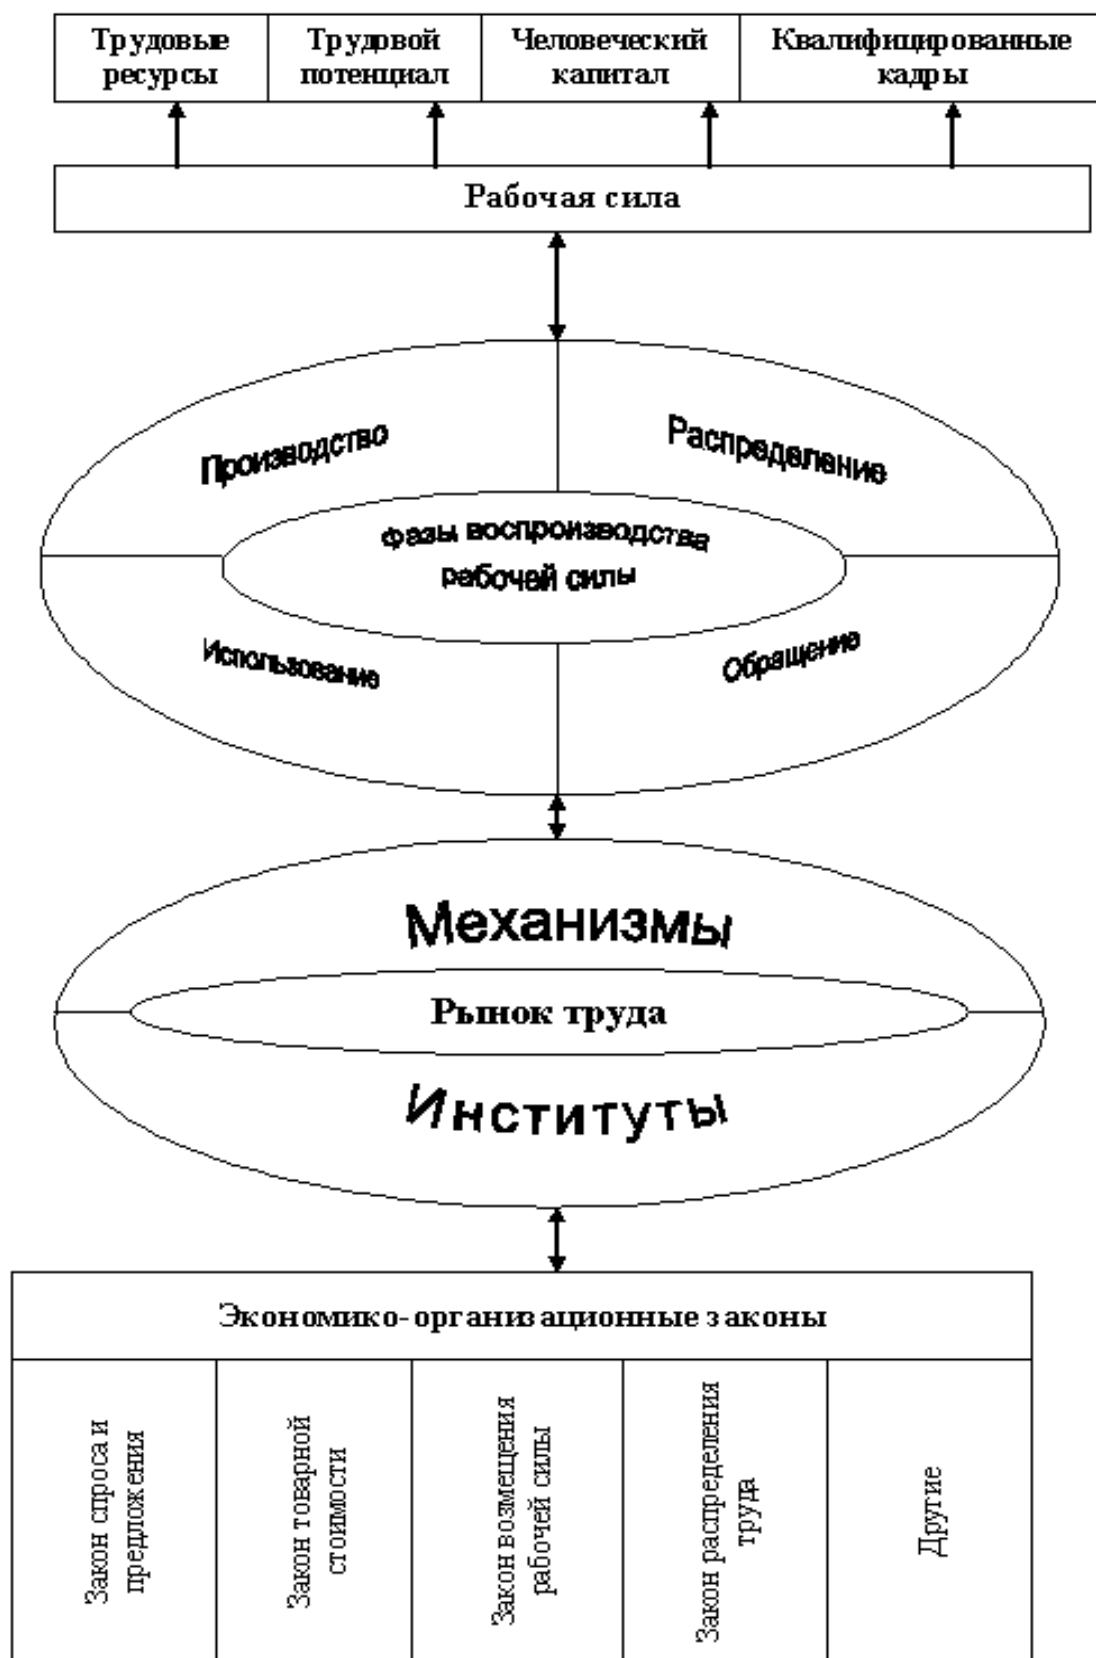 Трудовые
ресурсы
Трудовой
потенциал
Человеческий
капитал
Квалифицированные
кадры
Рабочая сила
Производство
Распределение
фазы воспроизводства
рабочей силы
Использование
Обращение
Механизмы
Рынок труда
Институты
Экономико-организационные законы
Закон спроса и
предложения
Закон товарной
стоимости
Закон возмещения
рабочей силы
Закон распределения
труда
Другие